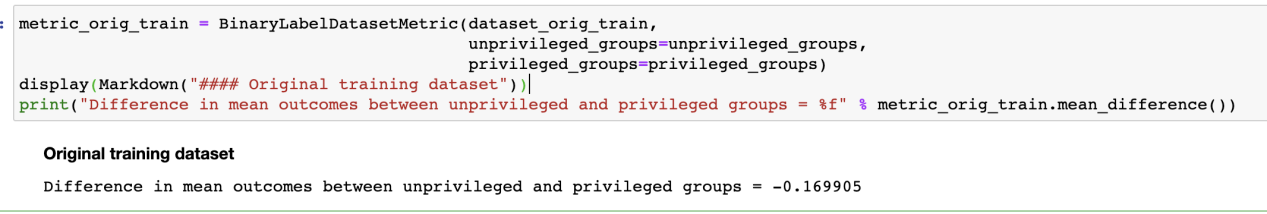 : metric_orig_train = BinaryLabelDatasetMetric(dataset_orig_train,
unprivileged_groups=unprivileged_groups,
privileged_groups=privileged_groups)
display(Markdown("#### Original training dataset"))
print("Difference in mean outcomes between unprivileged and privileged groups = %f" % metric_orig_train.mean_difference())
Original training dataset
Difference in mean outcomes between unprivileged and privileged groups = -0.169905